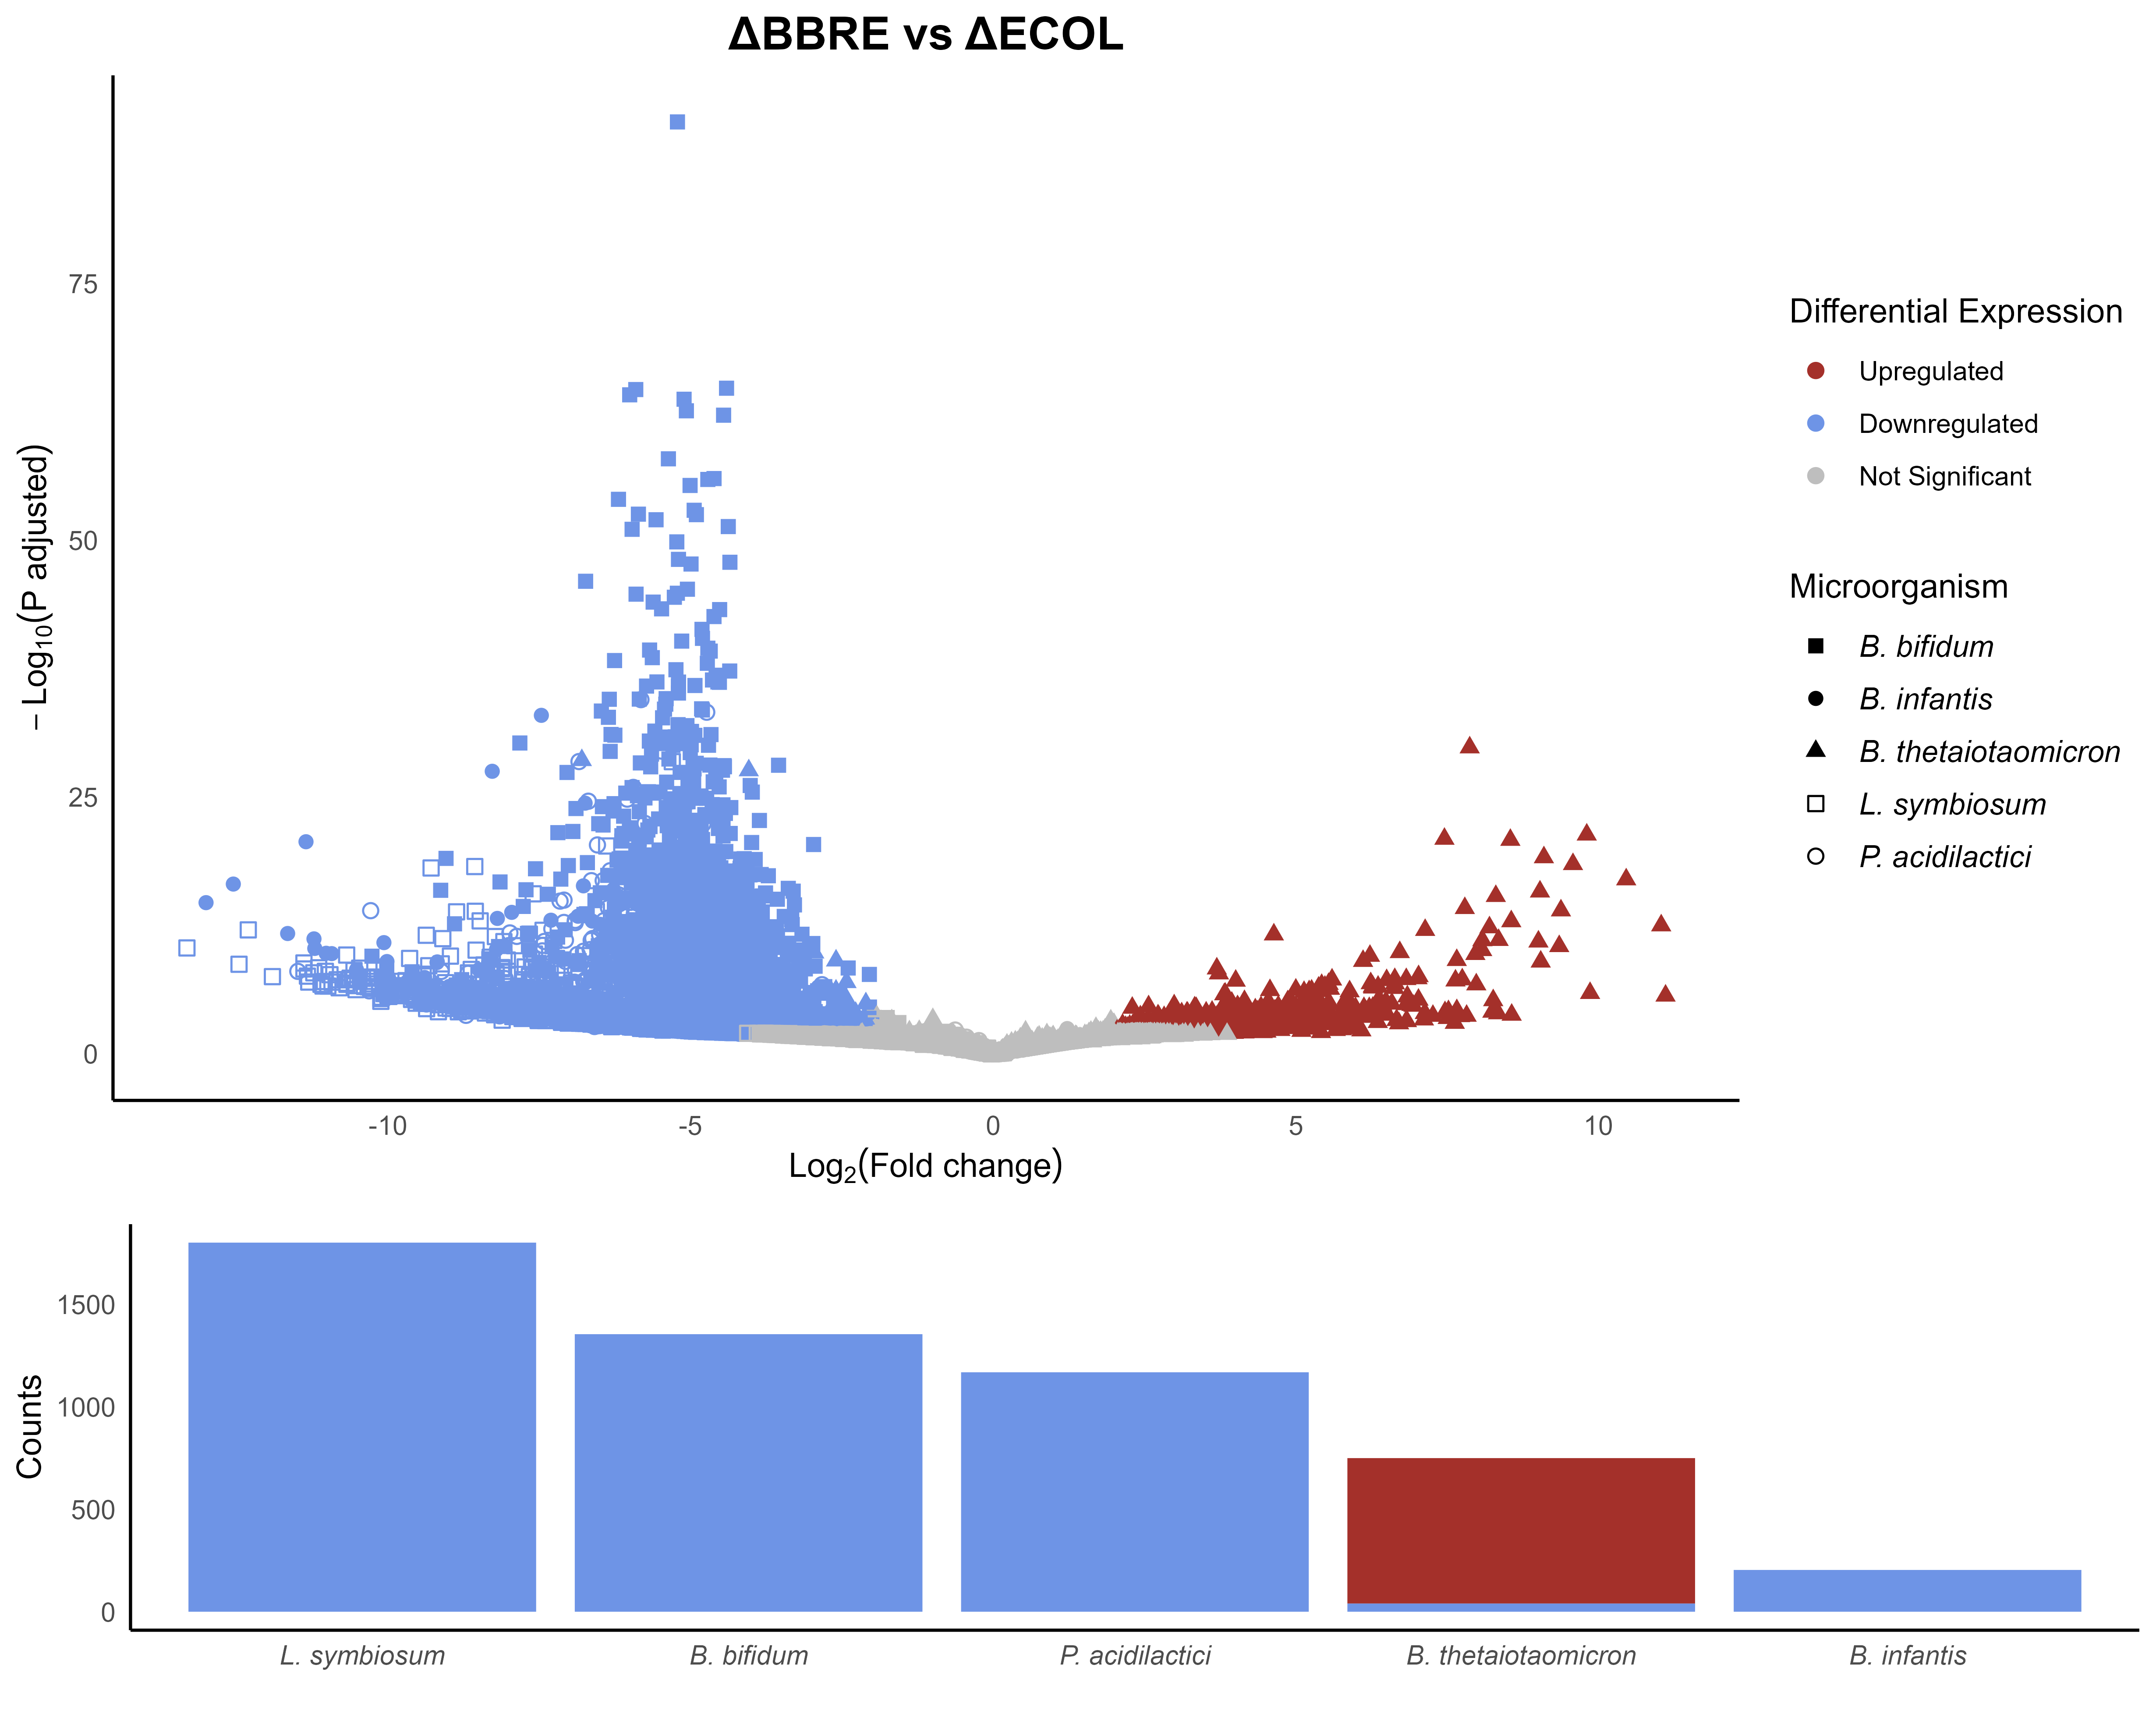 ΔBBRE vs ΔECOL
− Log10(P adjusted)
75
50
25
0
-10 -5 0 5 10
Log2(Fold change)
Differential Expression
Upregulated
Downregulated
Not Significant
Microorganism
B. bifidum
B. infantis
B. thetaiotaomicron
L. symbiosum
P. acidilactici
Counts
1500
1000
500
0
L. symbiosum B. bifidum P. acidilactici B. thetaiotaomicron B. infantis